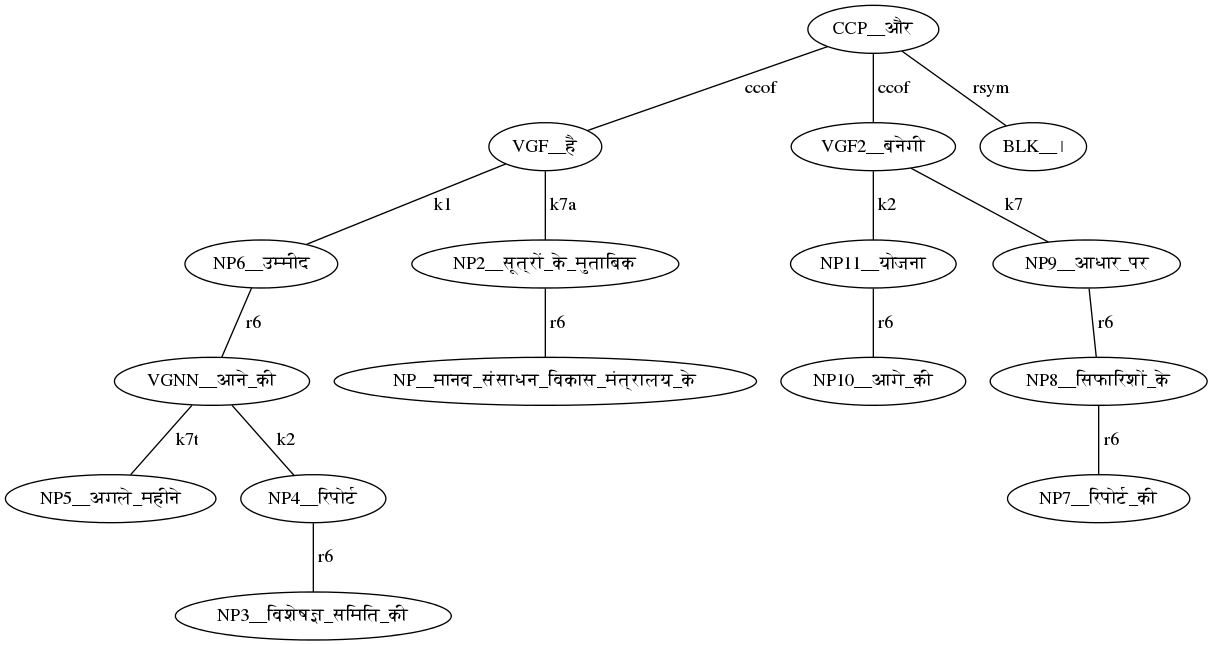 CCP__और
ccof ccof rsym
VGF__है VGF2__बनेगी BLK__।
k1 k7a k2 k7
NP6__उम्मीद NP2__सूत्रों_के_मुताबिक NP11__योजना NP9__आधार_पर
r6 r6 r6 r6
VGNN__आने_की NP__मानव_संसाधन_विकास_मंत्रालय_के NP10__आगे_की NP8__सिफारिशों_के
k7t k2 r6
NP5__अगले_महीने NP4__रिपोर्ट NP7__रिपोर्ट_की
r6
NP3__विशेषज्ञ_समिति_की